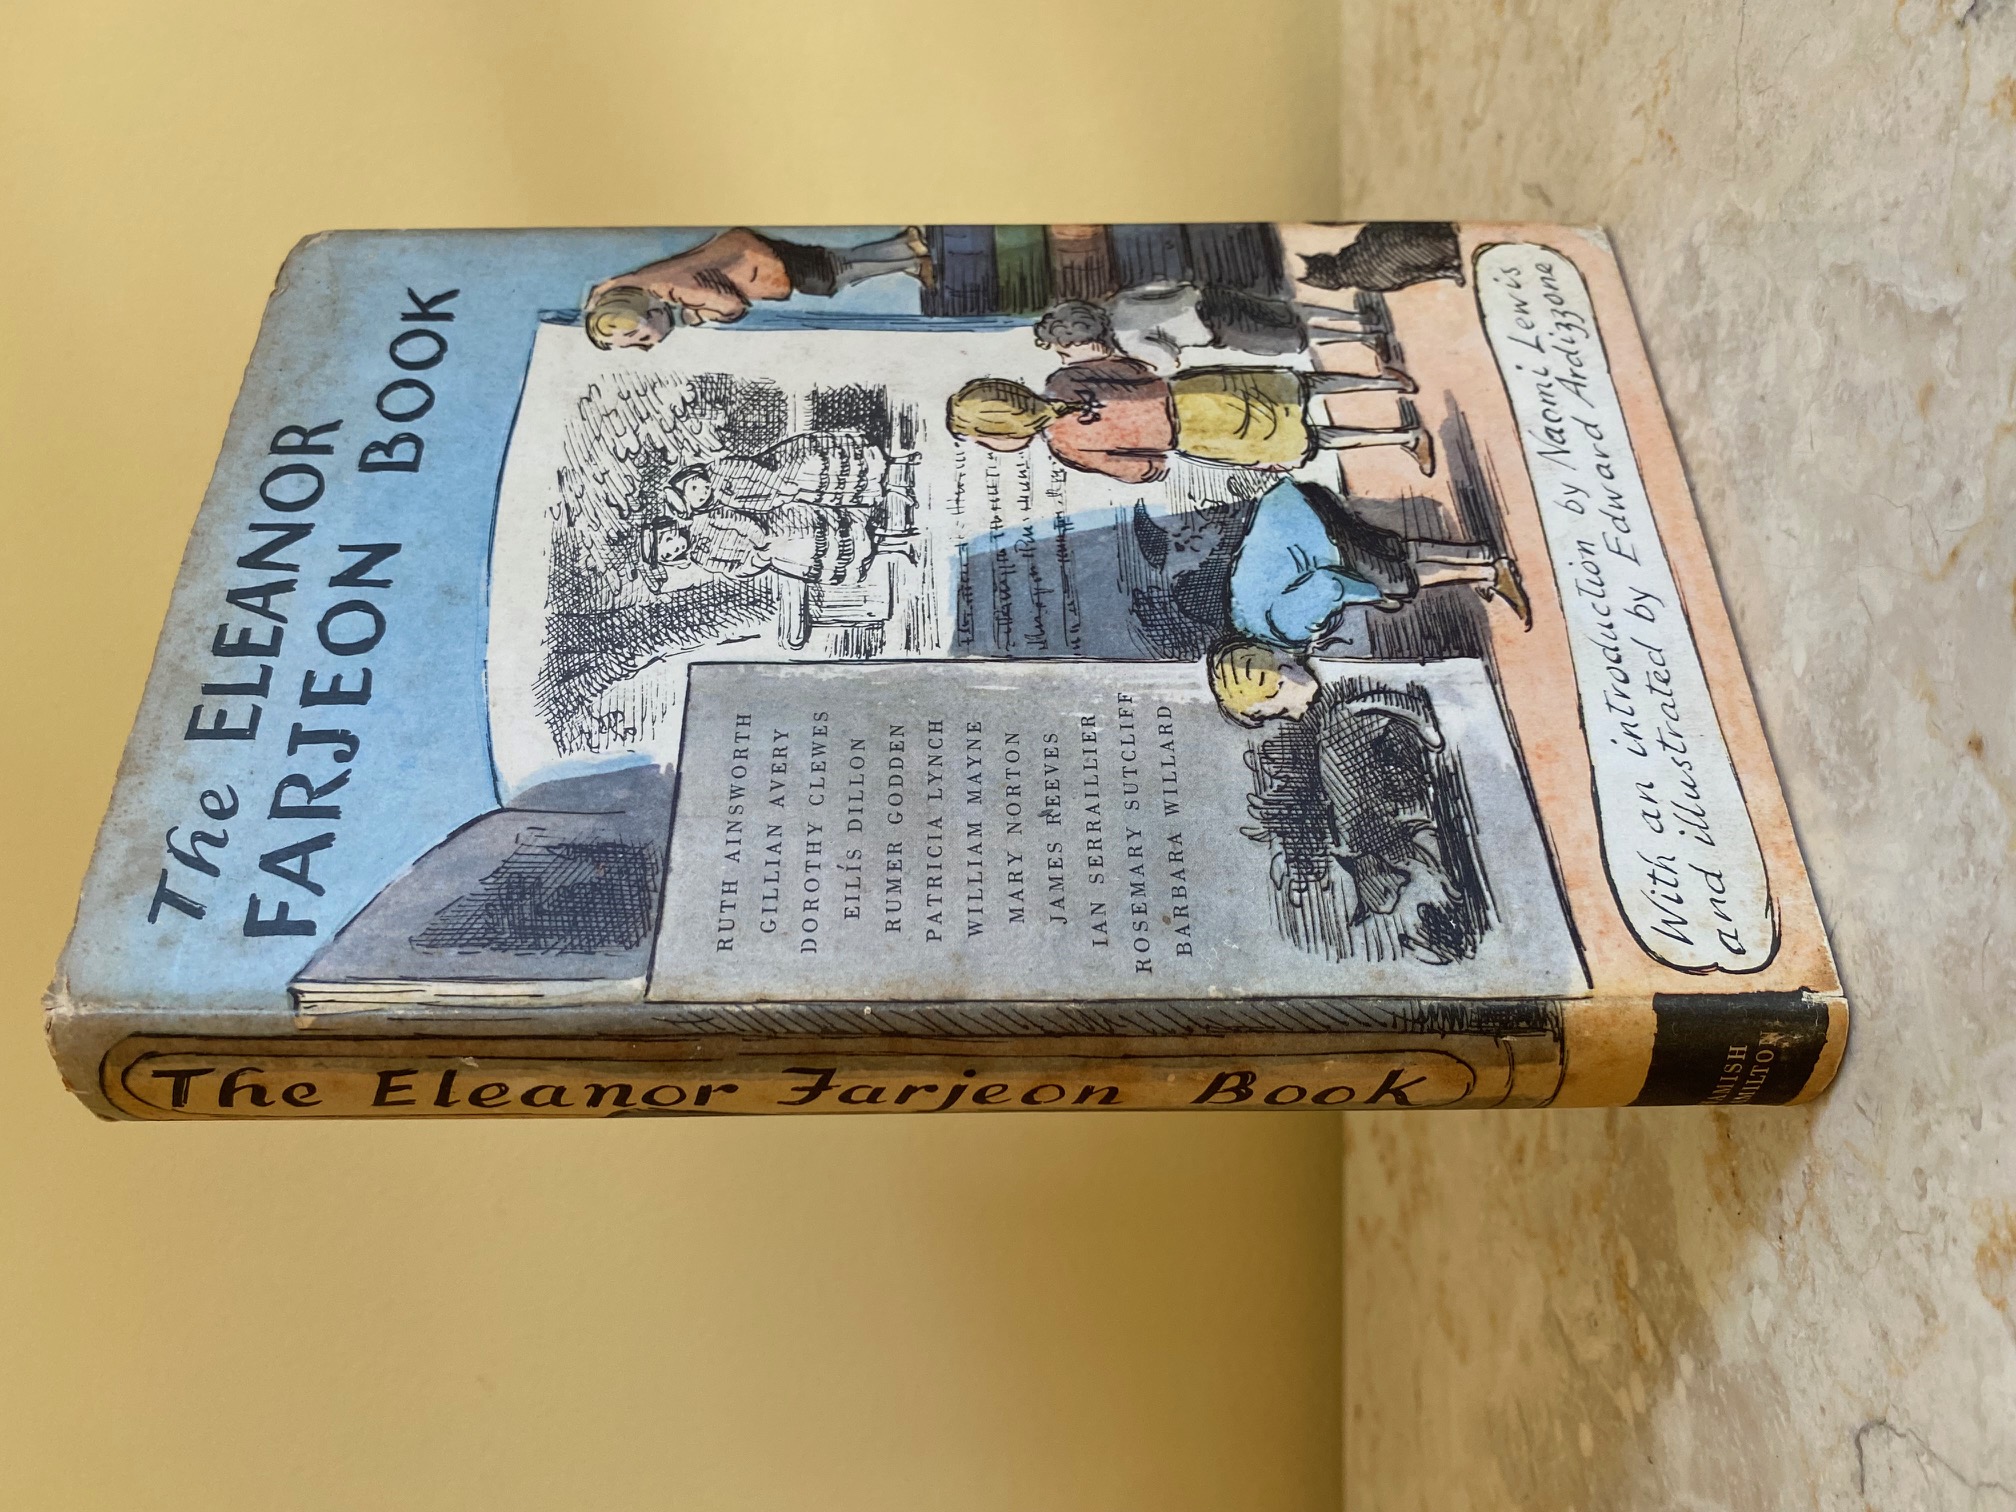 The ELEANOR
FARJEON BOOK
RUTH AINSWORTH
GILLIAN AVERY
DOROTHY CLEWES
EILÍS DILLON
RUMER GODDEN
PATRICIA LYNCH
WILLIAM MAYNE
MARY NORTON
JAMES REEVES
IAN SERRAILLIER
ROSEMARY SUTCLIFF
BARBARA WILLARD
With an introduction by Naomi Lewis
and illustrated by Edward Ardizzone
The Eleanor Farjeon Book
HAMISH
HAMILTON